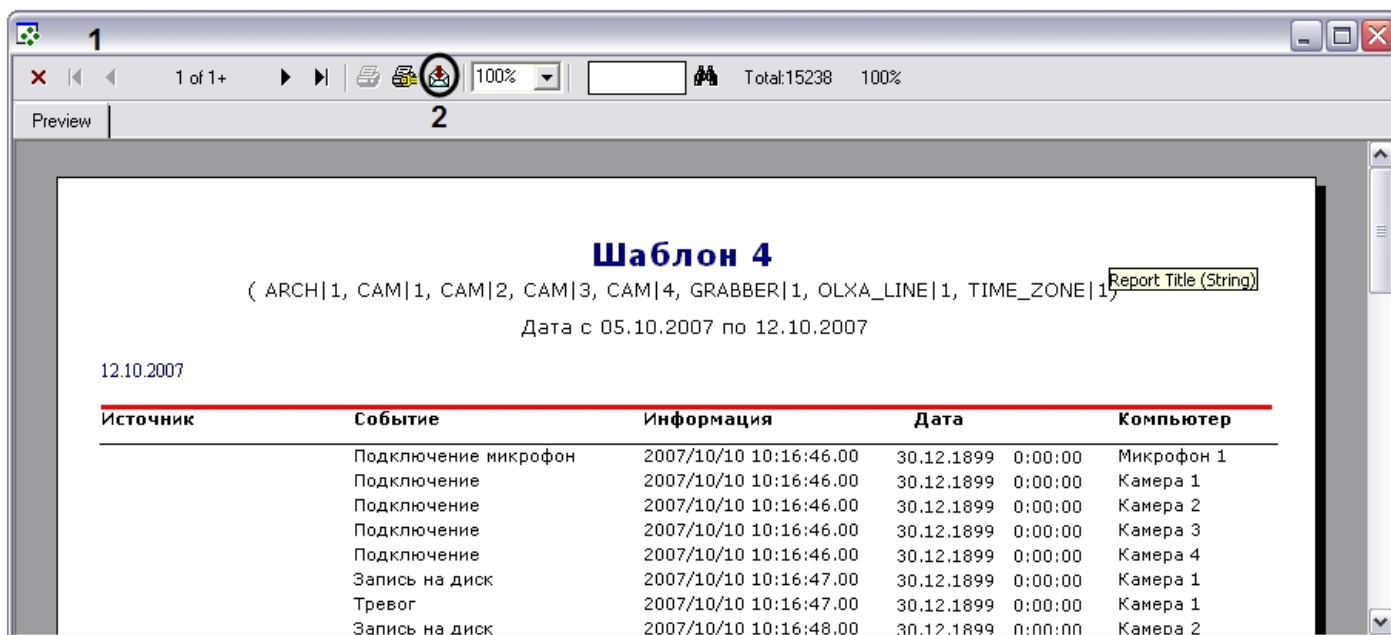 1
1 of 1+ 100% Total:15238 100%
2
Preview
Шаблон 4
( ARCH|1, CAM|1, CAM|2, CAM|3, CAM|4, GRABBER|1, OLXA_LINE|1, TIME_ZONE|1)
Report Title (String)
Дата с 05.10.2007 по 12.10.2007
12.10.2007
Источник Событие Информация Дата Компьютер
Подключение микрофон 2007/10/10 10:16:46.00 30.12.1899 0:00:00 Микрофон 1
Подключение 2007/10/10 10:16:46.00 30.12.1899 0:00:00 Камера 1
Подключение 2007/10/10 10:16:46.00 30.12.1899 0:00:00 Камера 2
Подключение 2007/10/10 10:16:46.00 30.12.1899 0:00:00 Камера 3
Подключение 2007/10/10 10:16:46.00 30.12.1899 0:00:00 Камера 4
Запись на диск 2007/10/10 10:16:47.00 30.12.1899 0:00:00 Камера 1
Тревог 2007/10/10 10:16:47.00 30.12.1899 0:00:00 Камера 1
Запись на диск 2007/10/10 10:16:48.00 30.12.1899 0:00:00 Камера 2